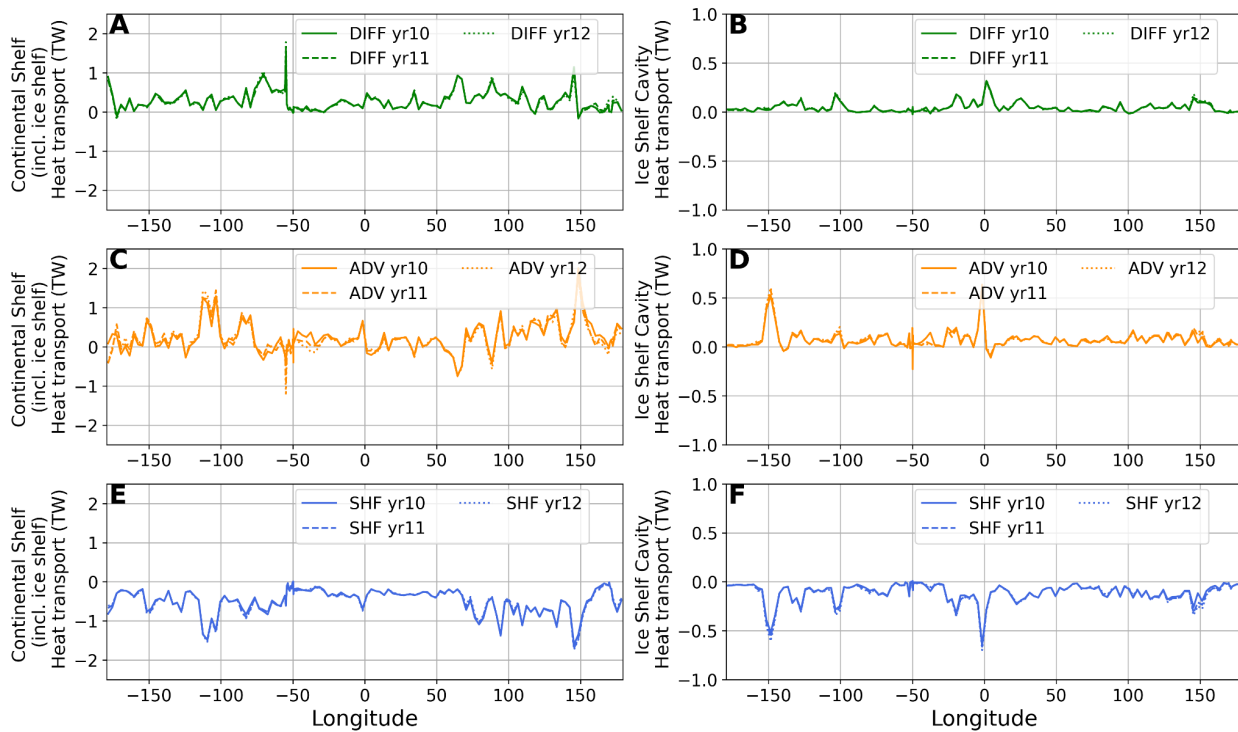 A
DIFF yr10
DIFF yr11
DIFF yr12
Continental Shelf
(incl. ice shelf)
Heat transport (TW)
2
1
0
−1
−2
−150
−100
−50
0
50
100
150
B
DIFF yr10
DIFF yr11
DIFF yr12
Ice Shelf Cavity
Heat transport (TW)
1.0
0.5
0.0
−0.5
−1.0
−150
−100
−50
0
50
100
150
C
ADV yr10
ADV yr11
ADV yr12
Continental Shelf
(incl. ice shelf)
Heat transport (TW)
2
1
0
−1
−2
−150
−100
−50
0
50
100
150
D
ADV yr10
ADV yr11
ADV yr12
Ice Shelf Cavity
Heat transport (TW)
1.0
0.5
0.0
−0.5
−1.0
−150
−100
−50
0
50
100
150
E
SHF yr10
SHF yr11
SHF yr12
Continental Shelf
(incl. ice shelf)
Heat transport (TW)
2
1
0
−1
−2
−150
−100
−50
0
50
100
150
Longitude
F
SHF yr10
SHF yr11
SHF yr12
Ice Shelf Cavity
Heat transport (TW)
1.0
0.5
0.0
−0.5
−1.0
−150
−100
−50
0
50
100
150
Longitude